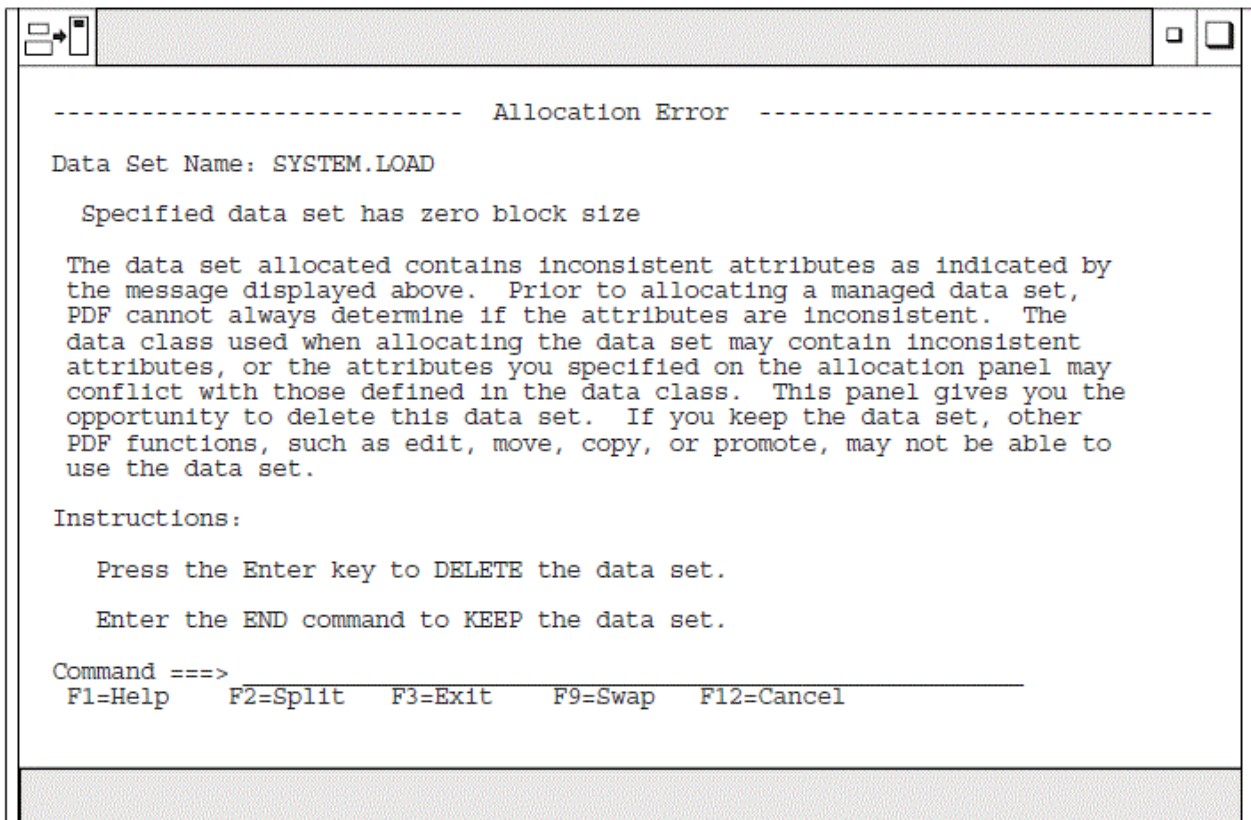 ---------------------------- Allocation Error -------------------------------
Data Set Name: SYSTEM.LOAD
Specified data set has zero block size
The data set allocated contains inconsistent attributes as indicated by
the message displayed above.  Prior to allocating a managed data set,
PDF cannot always determine if the attributes are inconsistent.  The
data class used when allocating the data set may contain inconsistent
attributes, or the attributes you specified on the allocation panel may
conflict with those defined in the data class.  This panel gives you the
opportunity to delete this data set.  If you keep the data set, other
PDF functions, such as edit, move, copy, or promote, may not be able to
use the data set.
Instructions:
Press the Enter key to DELETE the data set.
Enter the END command to KEEP the data set.
Command ===> 
F1=Help    F2=Split   F3=Exit    F9=Swap   F12=Cancel